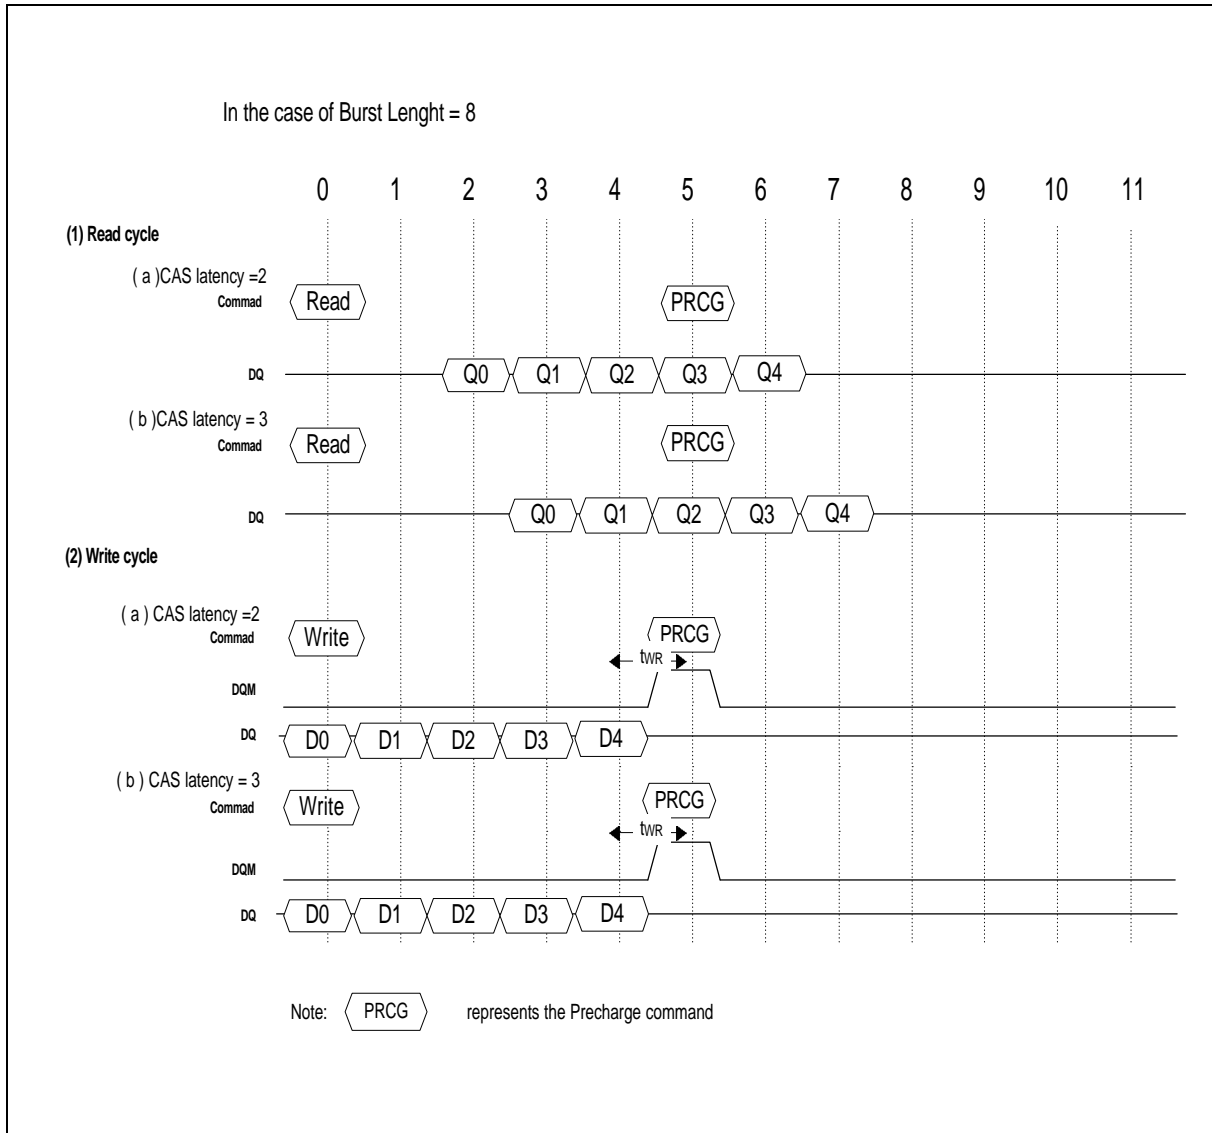 In the case of Burst Lenght = 8
0 1 2 3 4 5 6 7 8 9 10 11
(1) Read cycle
( a )CAS latency =2
Commad Read PRCG
DQ Q0 Q1 Q2 Q3 Q4
( b )CAS latency = 3
Commad Read PRCG
DQ Q0 Q1 Q2 Q3 Q4
(2) Write cycle
( a ) CAS latency =2
Commad Write PRCG
tWR
DQM
DQ D0 D1 D2 D3 D4
( b ) CAS latency = 3
Commad Write PRCG
tWR
DQM
DQ D0 D1 D2 D3 D4
Note: PRCG represents the Precharge command